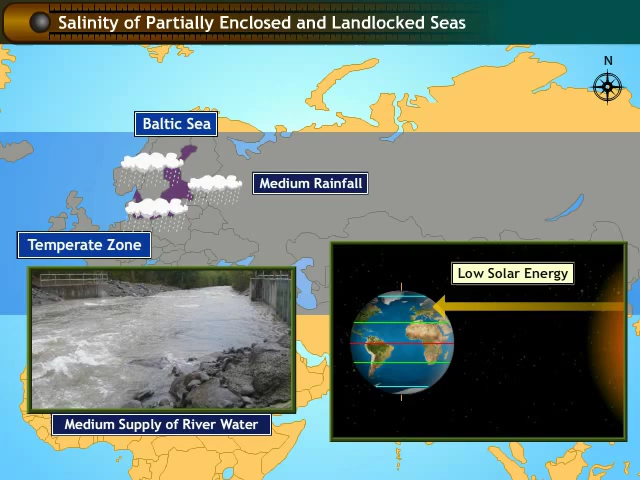 Salinity of Partially Enclosed and Landlocked Seas
N
Baltic Sea
Medium Rainfall
Temperate Zone
Low Solar Energy
Medium Supply of River Water